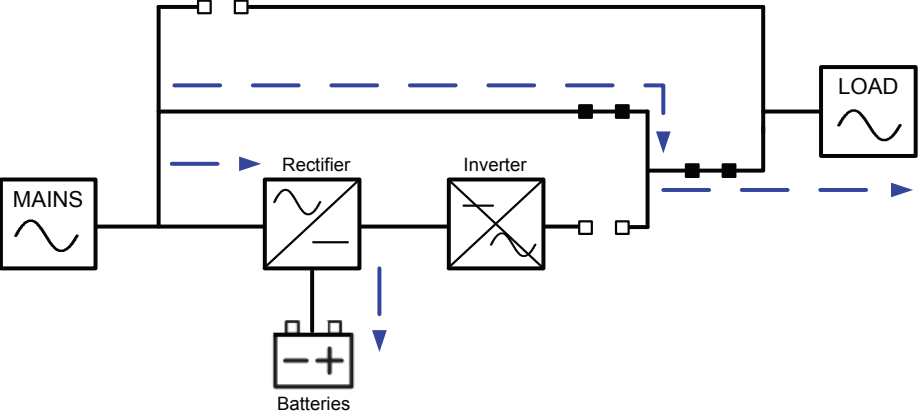 LOAD
Rectifier
Inverter
MAINS
Batteries